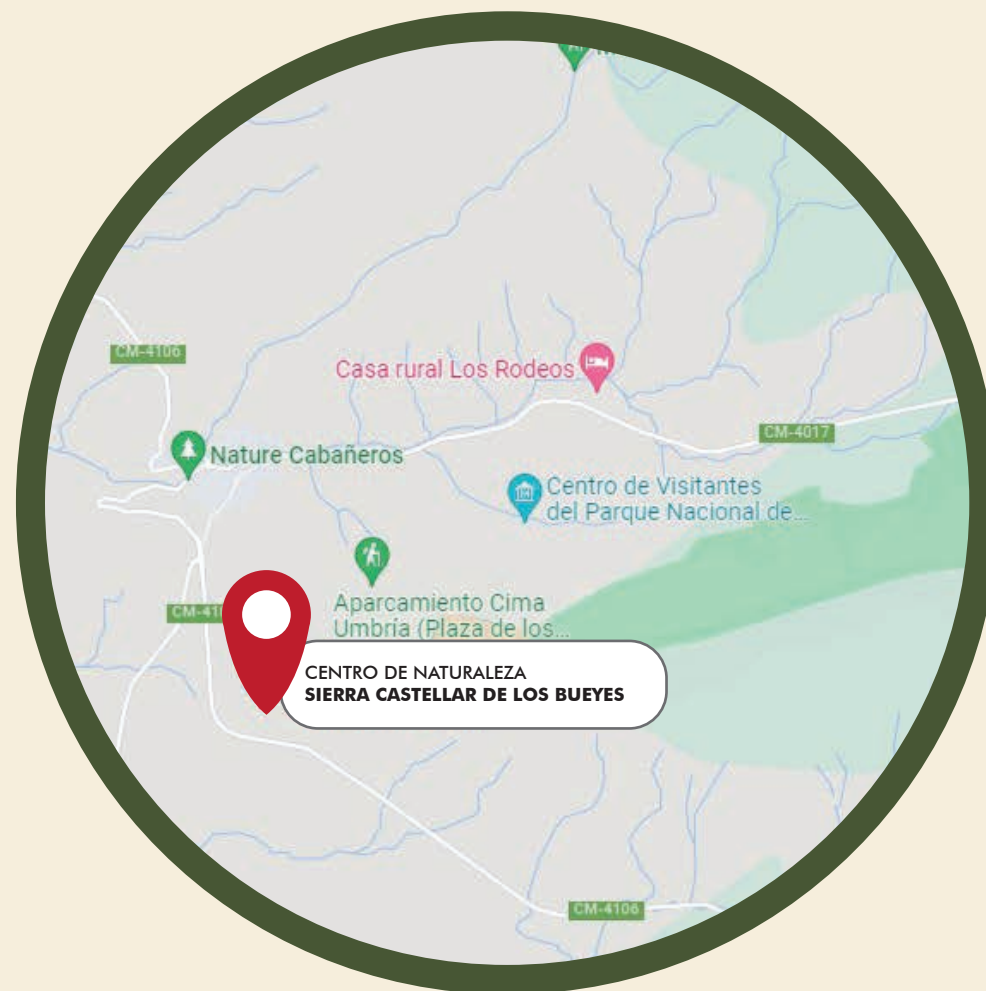 CM-4106
Casa rural Los Rodeos
CM-4017
Nature Cabañeros
Centro de Visitantes
del Parque Nacional de...
Aparcamiento Cima
Umbría (Plaza de los...
CENTRO DE NATURALEZA
SIERRA CASTELLAR DE LOS BUEYES
CM-4106